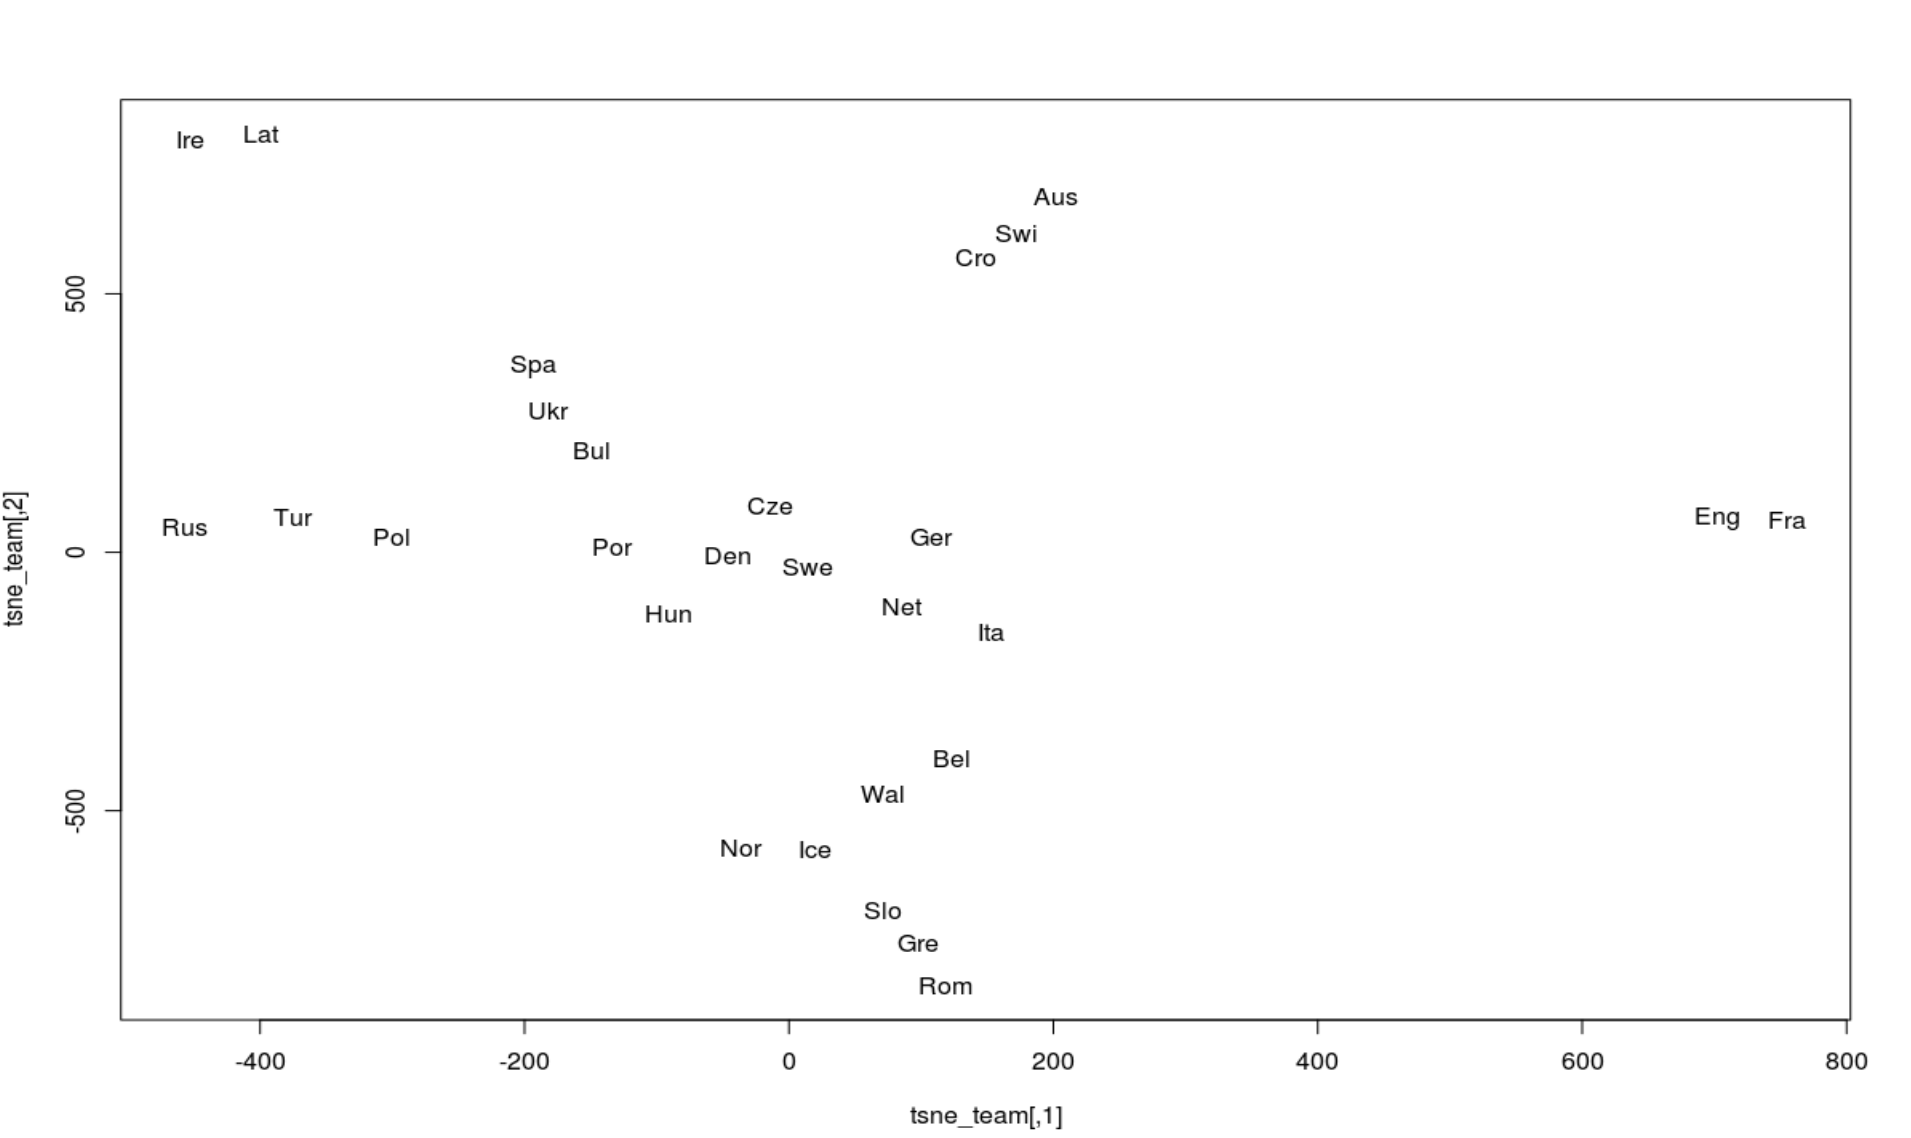 Ire
Lat
Aus
Swi
Cro
500
Spa
Ukr
Bul
Cze
Rus
Tur
Pol
Por
Den
Swe
Ger
Eng
Fra
0
Hun
Net
Ita
tsne_team[,2]
Bel
Wal
-500
Nor
Ice
Slo
Gre
Rom
-400 -200 0 200 400 600 800
tsne_team[,1]